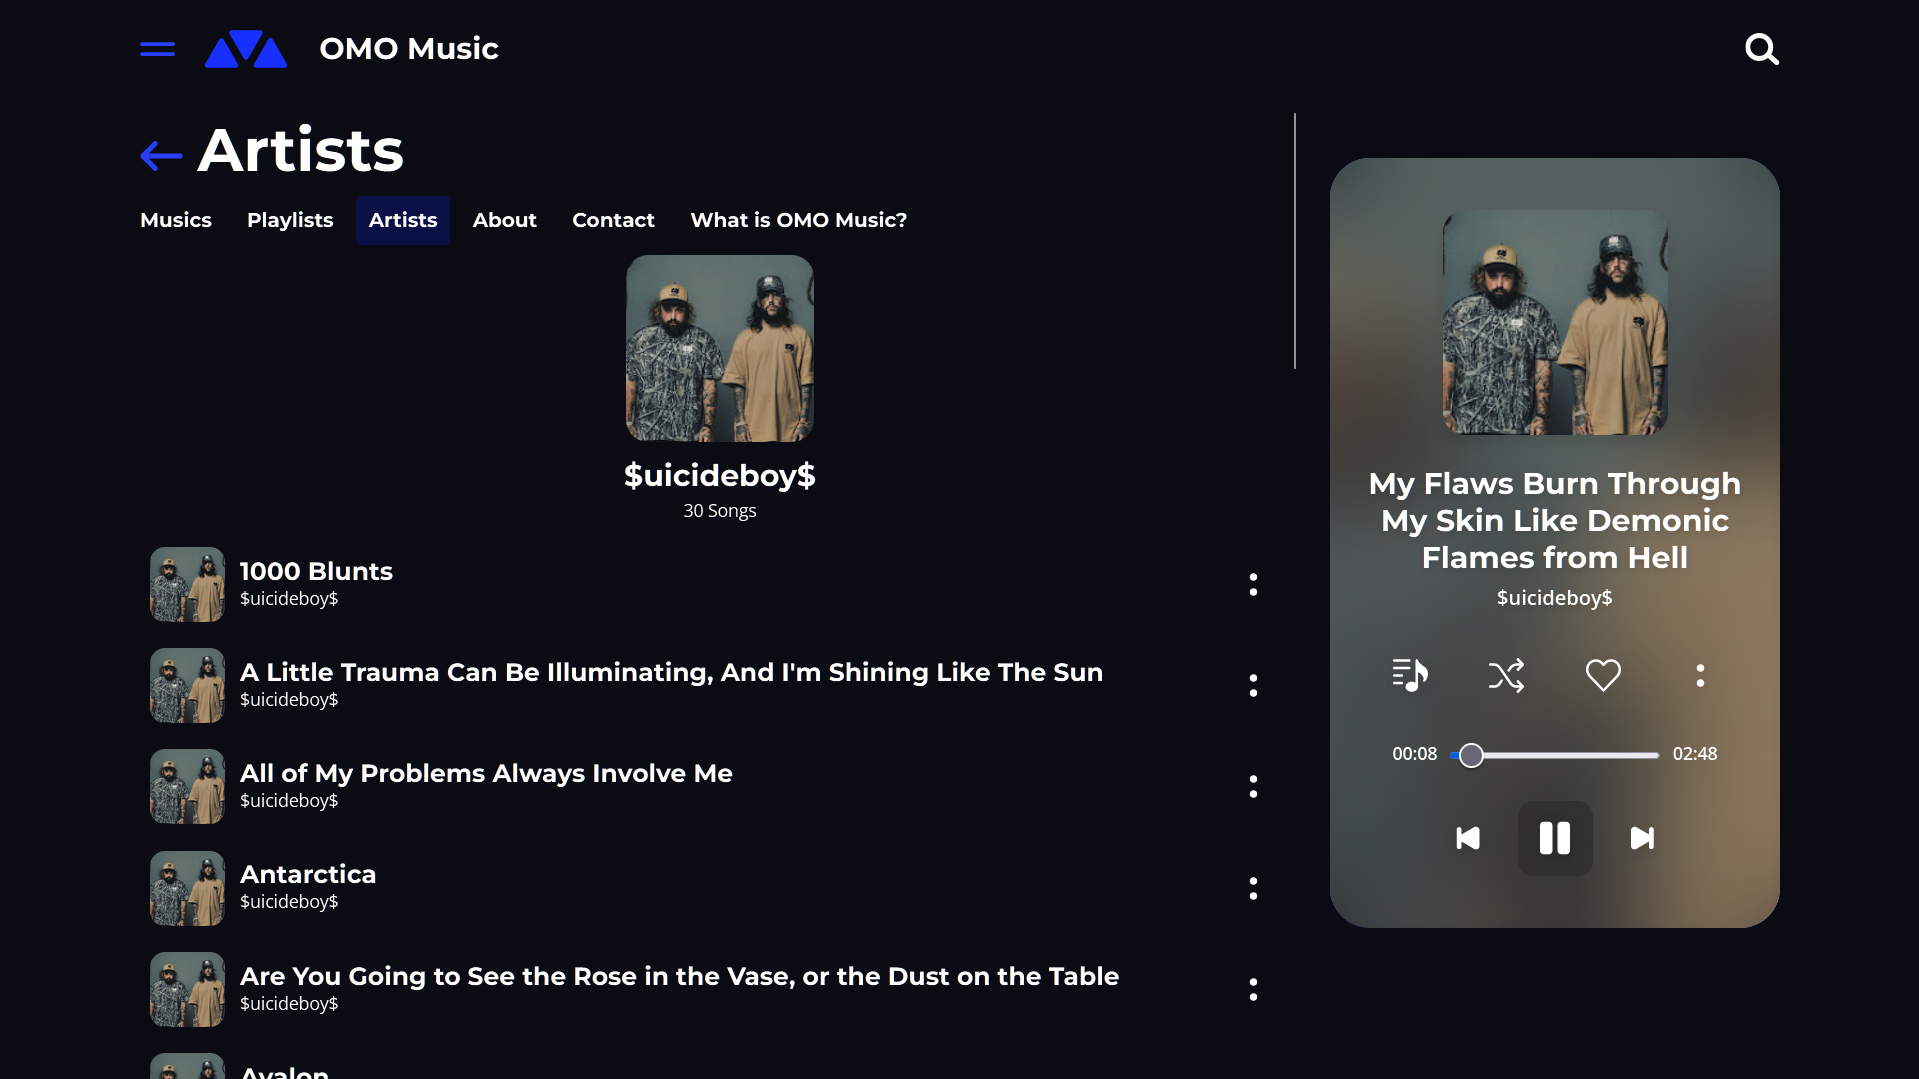 OMO Music
Artists
Musics
Playlists
Artists
About
Contact
What is OMO Music?
$uicideboy$
30 Songs
1000 Blunts
$uicideboy$
A Little Trauma Can Be Illuminating, And I'm Shining Like The Sun
$uicideboy$
All of My Problems Always Involve Me
$uicideboy$
Antarctica
$uicideboy$
Are You Going to See the Rose in the Vase, or the Dust on the Table
$uicideboy$
Avalon
My Flaws Burn Through
My Skin Like Demonic
Flames from Hell
$uicideboy$
00:08
02:48